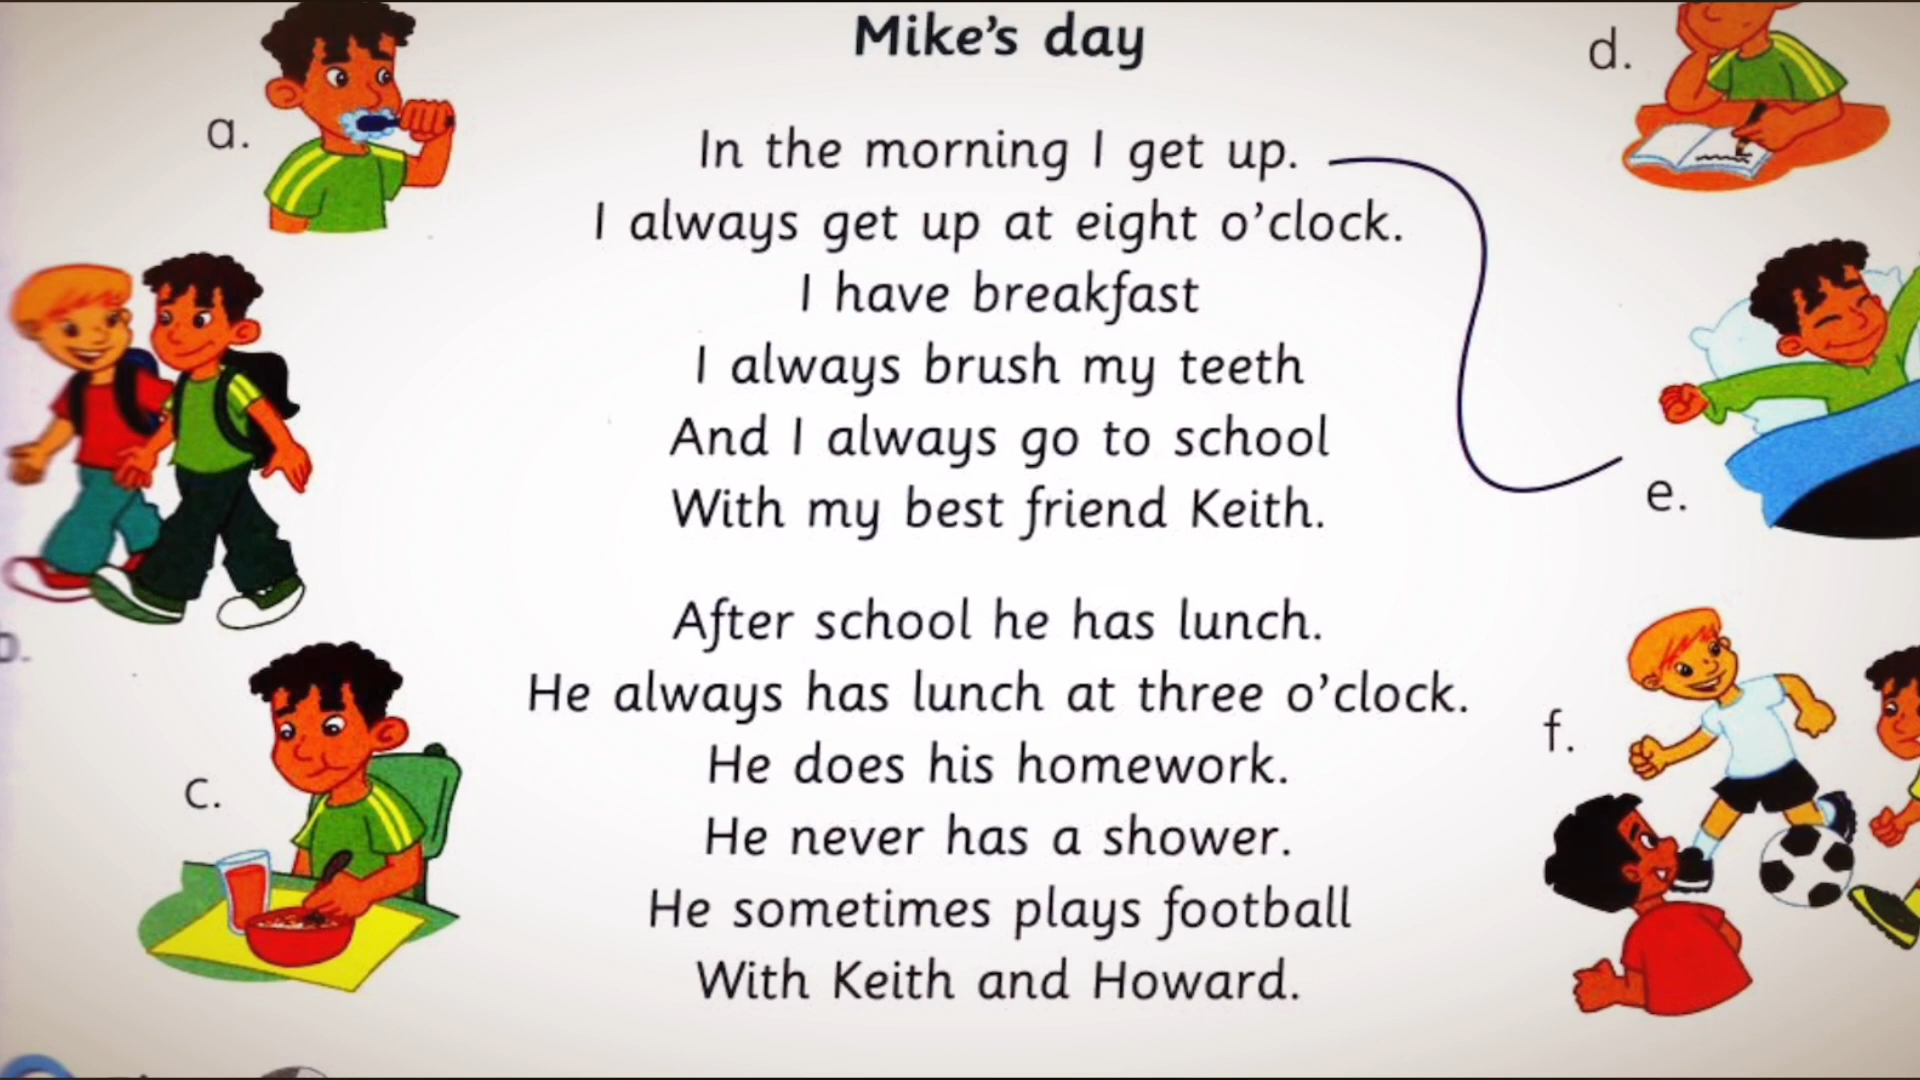 Mike's day
a.
d.
In the morning I get up.
I always get up at eight o'clock.
I have breakfast
I always brush my teeth
And I always go to school
With my best friend Keith.
e.
b.
After school he has lunch.
He always has lunch at three o'clock.
He does his homework.
He never has a shower.
He sometimes plays football
With Keith and Howard.
c.
f.